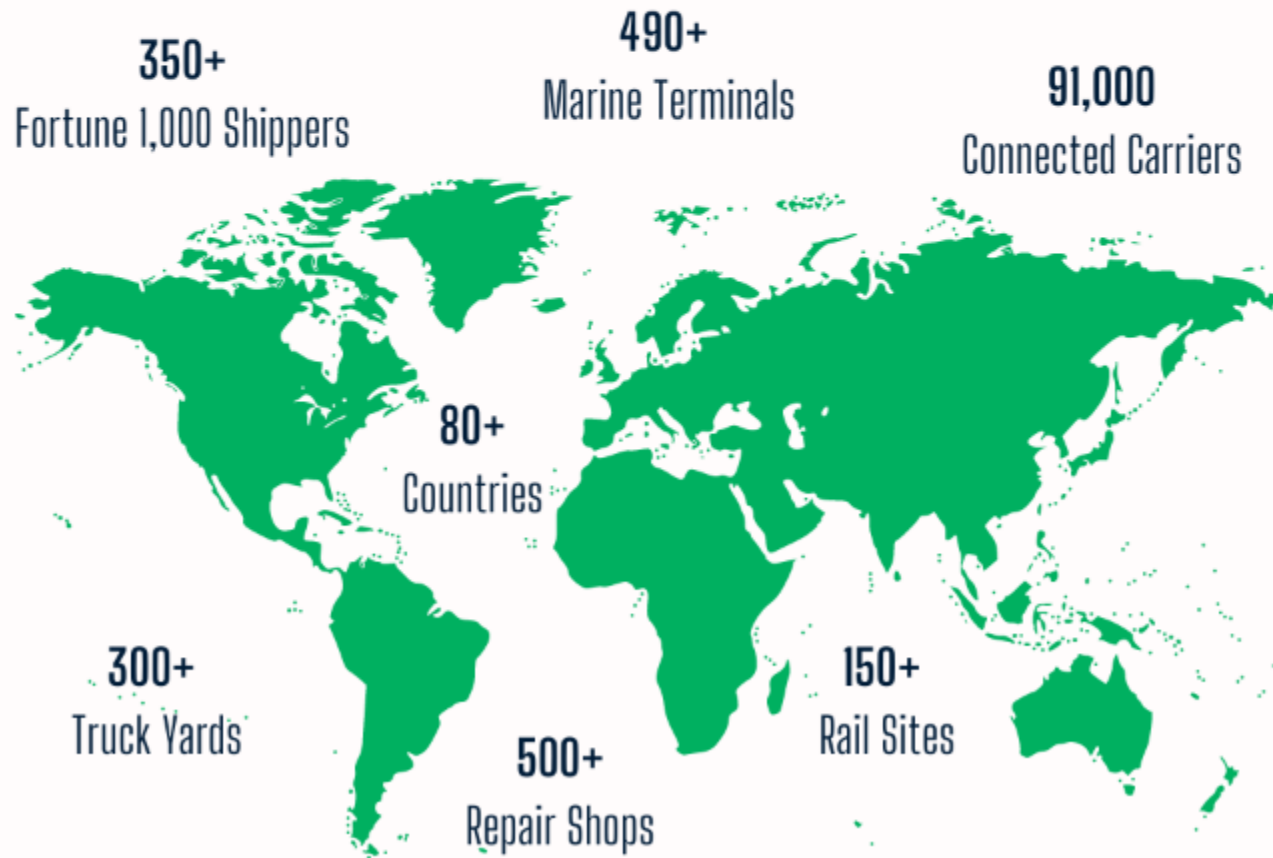 350+
Fortune 1,000 Shippers
490+
Marine Terminals
91,000
Connected Carriers
80+
Countries
300+
Truck Yards
500+
Repair Shops
150+
Rail Sites